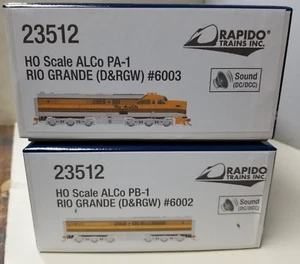 23512
RAPIDO
TRAINS INC.
HO Scale ALCo PA-1
RIO GRANDE (D&RGW) #6003
Sound
(DC/DCC)
23512
RAPIDO
TRAINS INC.
HO Scale ALCo PB-1
RIO GRANDE (D&RGW) #6002
Sound
(DC/DCC)